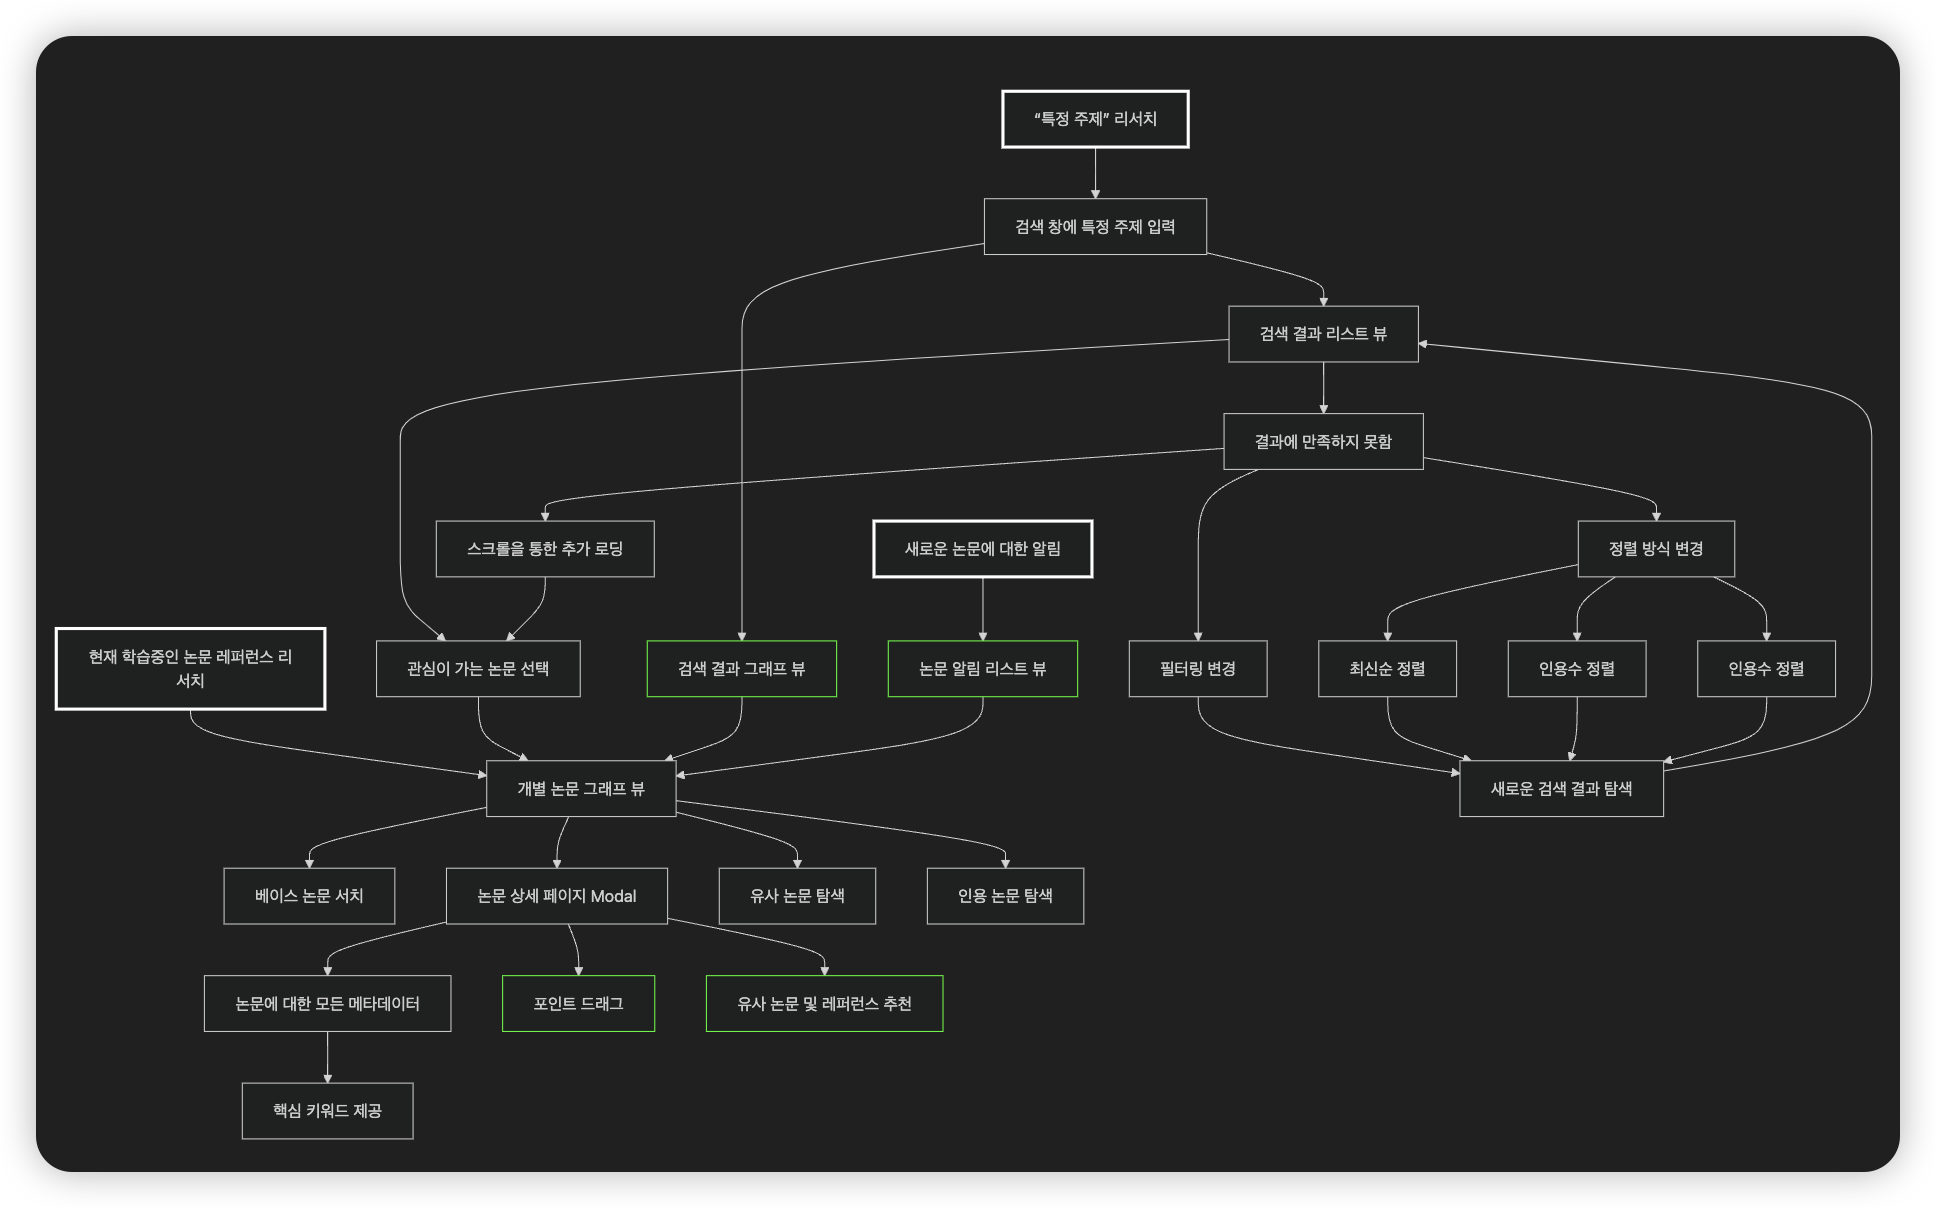 “특정 주제” 리서치
검색 창에 특정 주제 입력
검색 결과 리스트 뷰
결과에 만족하지 못함
스크롤을 통한 추가 로딩
새로운 논문에 대한 알림
정렬 방식 변경
현재 학습중인 논문 레퍼런스 리
서치
관심이 가는 논문 선택
검색 결과 그래프 뷰
논문 알림 리스트 뷰
필터링 변경
최신순 정렬
인용수 정렬
인용수 정렬
개별 논문 그래프 뷰
새로운 검색 결과 탐색
베이스 논문 서치
논문 상세 페이지 Modal
유사 논문 탐색
인용 논문 탐색
논문에 대한 모든 메타데이터
포인트 드래그
유사 논문 및 레퍼런스 추천
핵심 키워드 제공